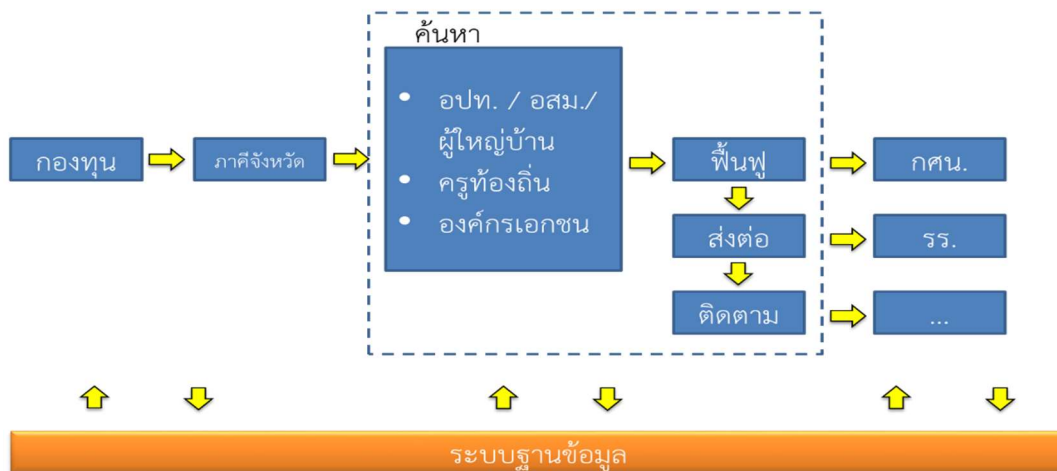 ค้นหา
กองทุน
ภาคีจังหวัด
• อปท. / อสม./
ผู้ใหญ่บ้าน
• ครูท้องถิ่น
• องค์กรเอกชน
ฟื้นฟู
กศน.
ส่งต่อ
รร.
ติดตาม
...
ระบบฐานข้อมูล